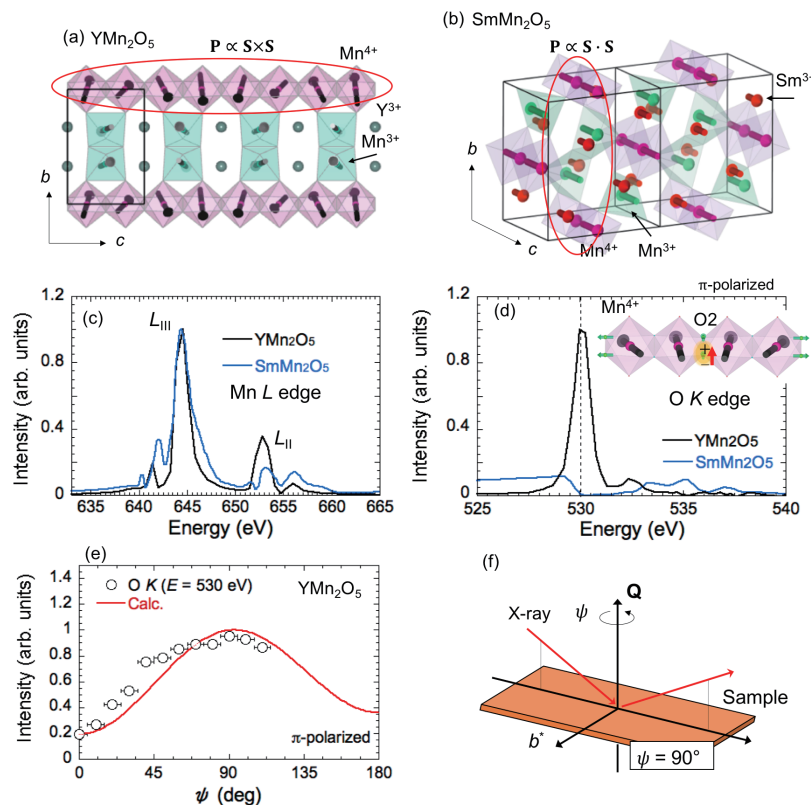 (a) YMn₂O₅
P ∝ S×S
Mn⁴⁺
Y³⁺
Mn³⁺
b
c
(b) SmMn₂O₅
P ∝ S · S
Sm³⁺
b
c
Mn⁴⁺
Mn³⁺
(c)
L_III
YMn₂O₅
SmMn₂O₅
Mn L edge
L_II
Intensity (arb. units)
1.2
0.8
0.4
0
635 640 645 650 655 660 665
Energy (eV)
π-polarized
(d)
Mn⁴⁺
O2
+
−
O K edge
YMn2O5
SmMn2O5
Intensity (arb. units)
1.2
0.8
0.4
0
525 530 535 540
Energy (eV)
(e)
O K (E = 530 eV)
Calc.
YMn₂O₅
π-polarized
Intensity (arb. units)
1.4
1.2
1
0.8
0.6
0.4
0.2
0
0 45 90 135 180
ψ (deg)
(f)
Q
X-ray
ψ
Sample
b*
ψ = 90°